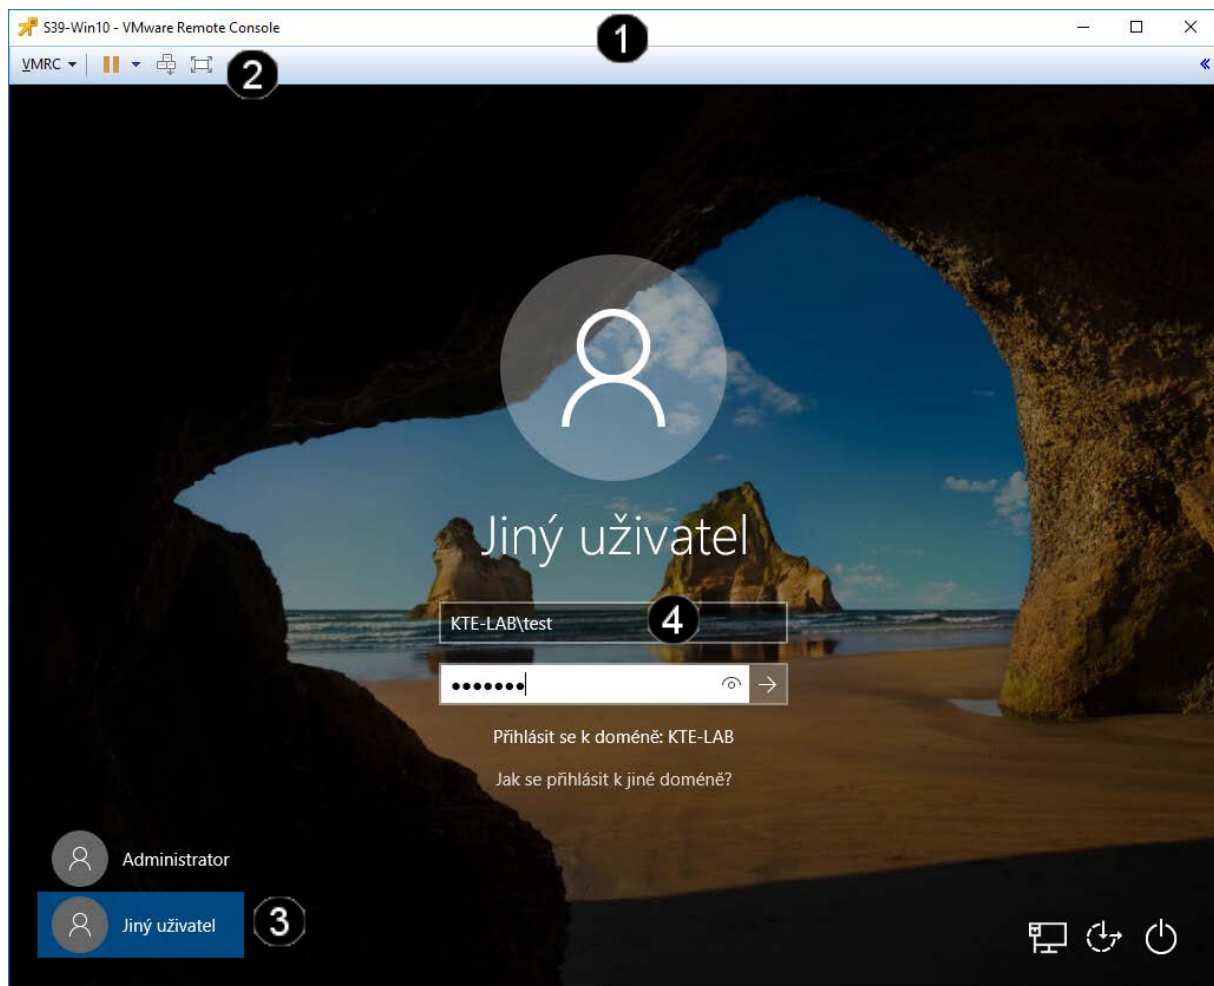 S39-Win10 - VMware Remote Console
1
VMRC
2
Jiný uživatel
KTE-LAB\test
4
•••••••
Přihlásit se k doméně: KTE-LAB
Jak se přihlásit k jiné doméně?
Administrator
Jiný uživatel
3